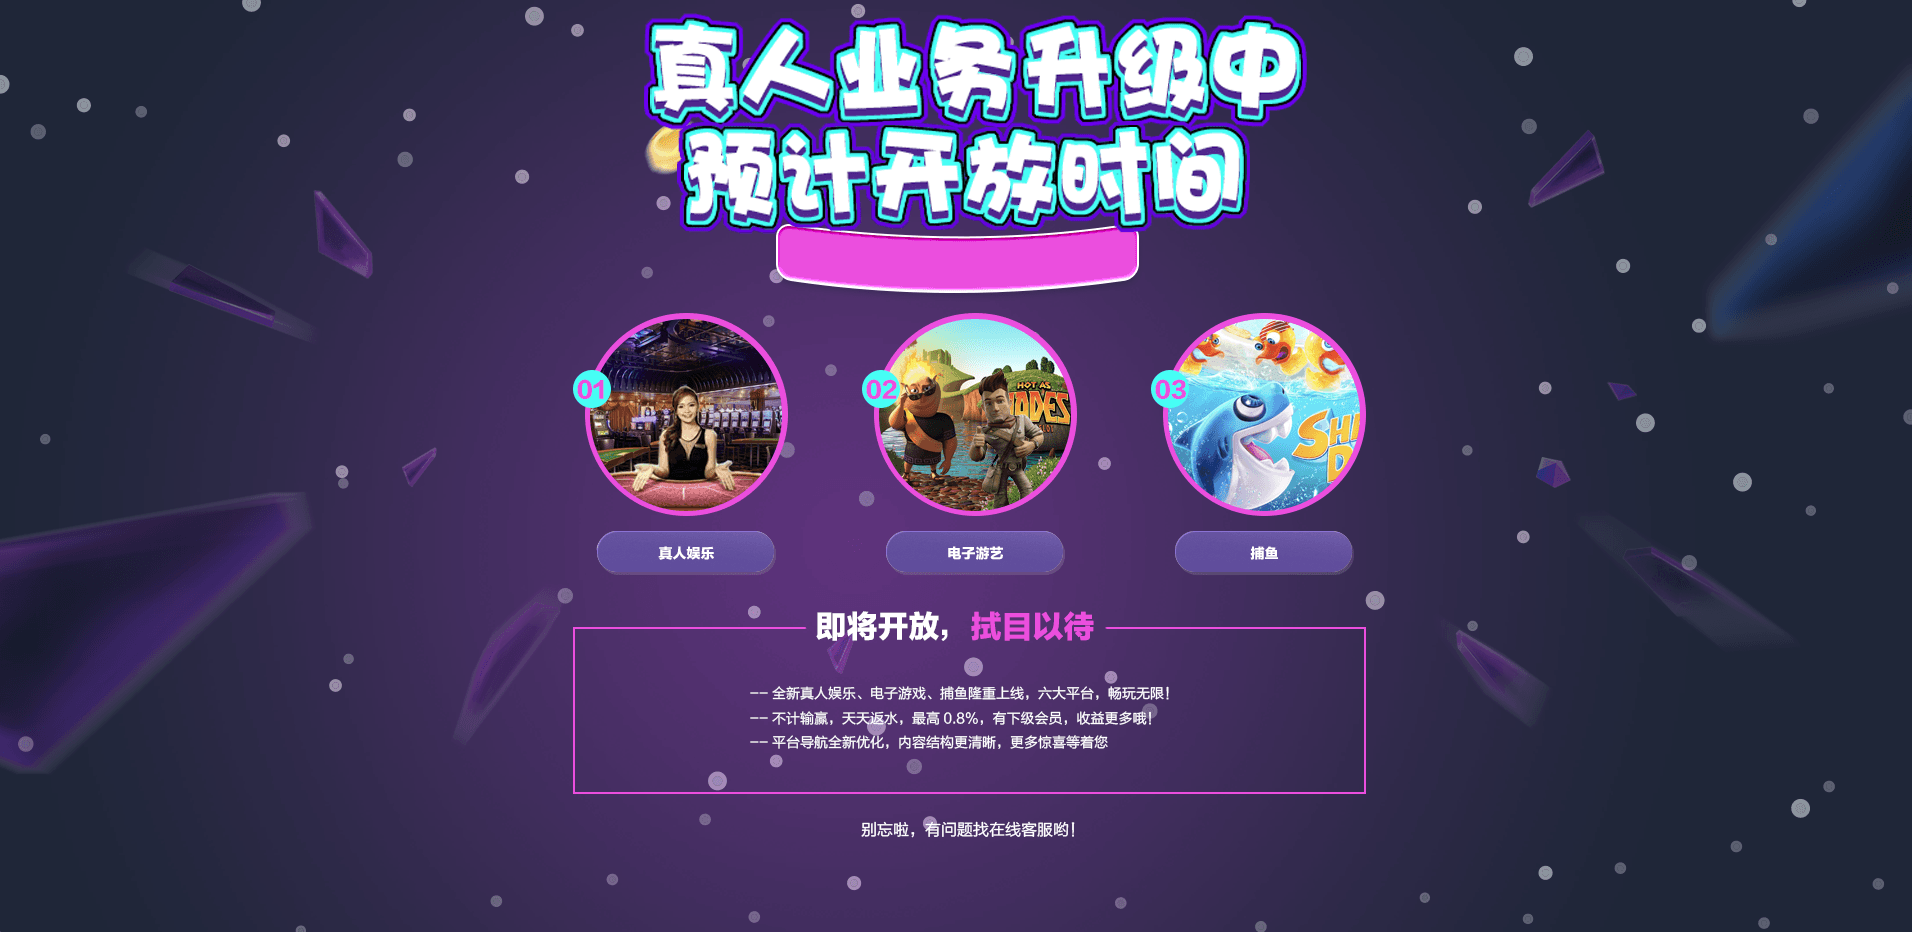 真人业务升级中
预计开放时间
01
02
03
HOT AS
HADES
SH
D
真人娱乐
电子游艺
捕鱼
即将开放，拭目以待
—— 全新真人娱乐、电子游戏、捕鱼隆重上线，六大平台，畅玩无限！
—— 不计输赢，天天返水，最高 0.8%，有下级会员，收益更多哦！
—— 平台导航全新优化，内容结构更清晰，更多惊喜等着您
别忘啦，有问题找在线客服哟！